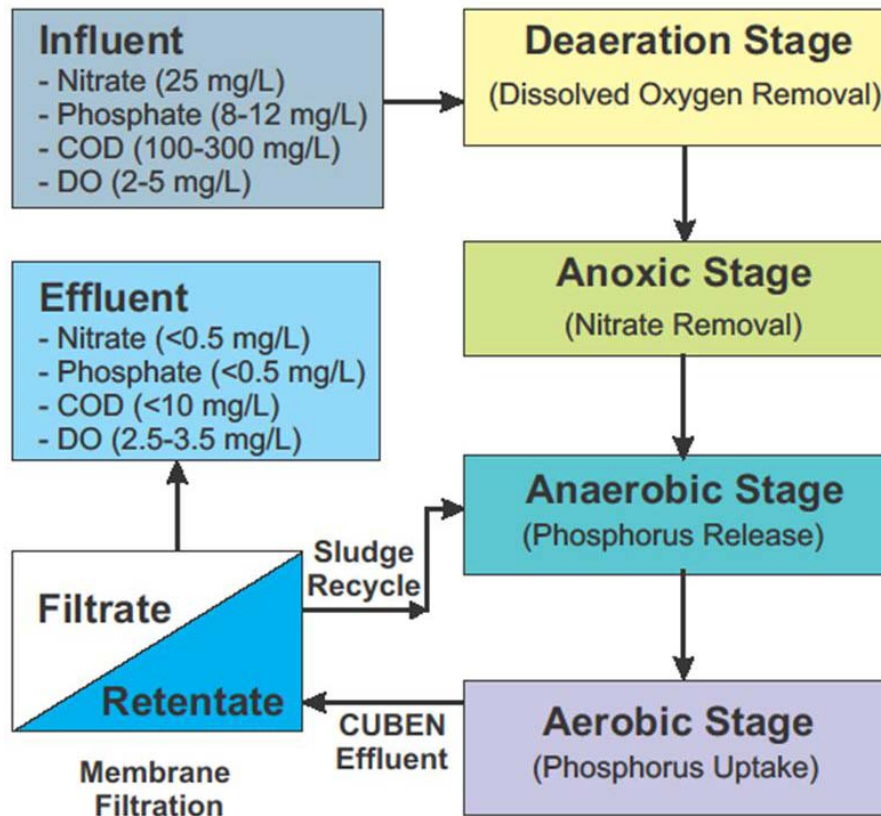 Influent
- Nitrate (25 mg/L)
- Phosphate (8-12 mg/L)
- COD (100-300 mg/L)
- DO (2-5 mg/L)
Deaeration Stage
(Dissolved Oxygen Removal)
Anoxic Stage
(Nitrate Removal)
Effluent
- Nitrate (<0.5 mg/L)
- Phosphate (<0.5 mg/L)
- COD (<10 mg/L)
- DO (2.5-3.5 mg/L)
Anaerobic Stage
(Phosphorus Release)
Sludge
Recycle
Filtrate
Retentate
CUBEN
Effluent
Aerobic Stage
(Phosphorus Uptake)
Membrane
Filtration